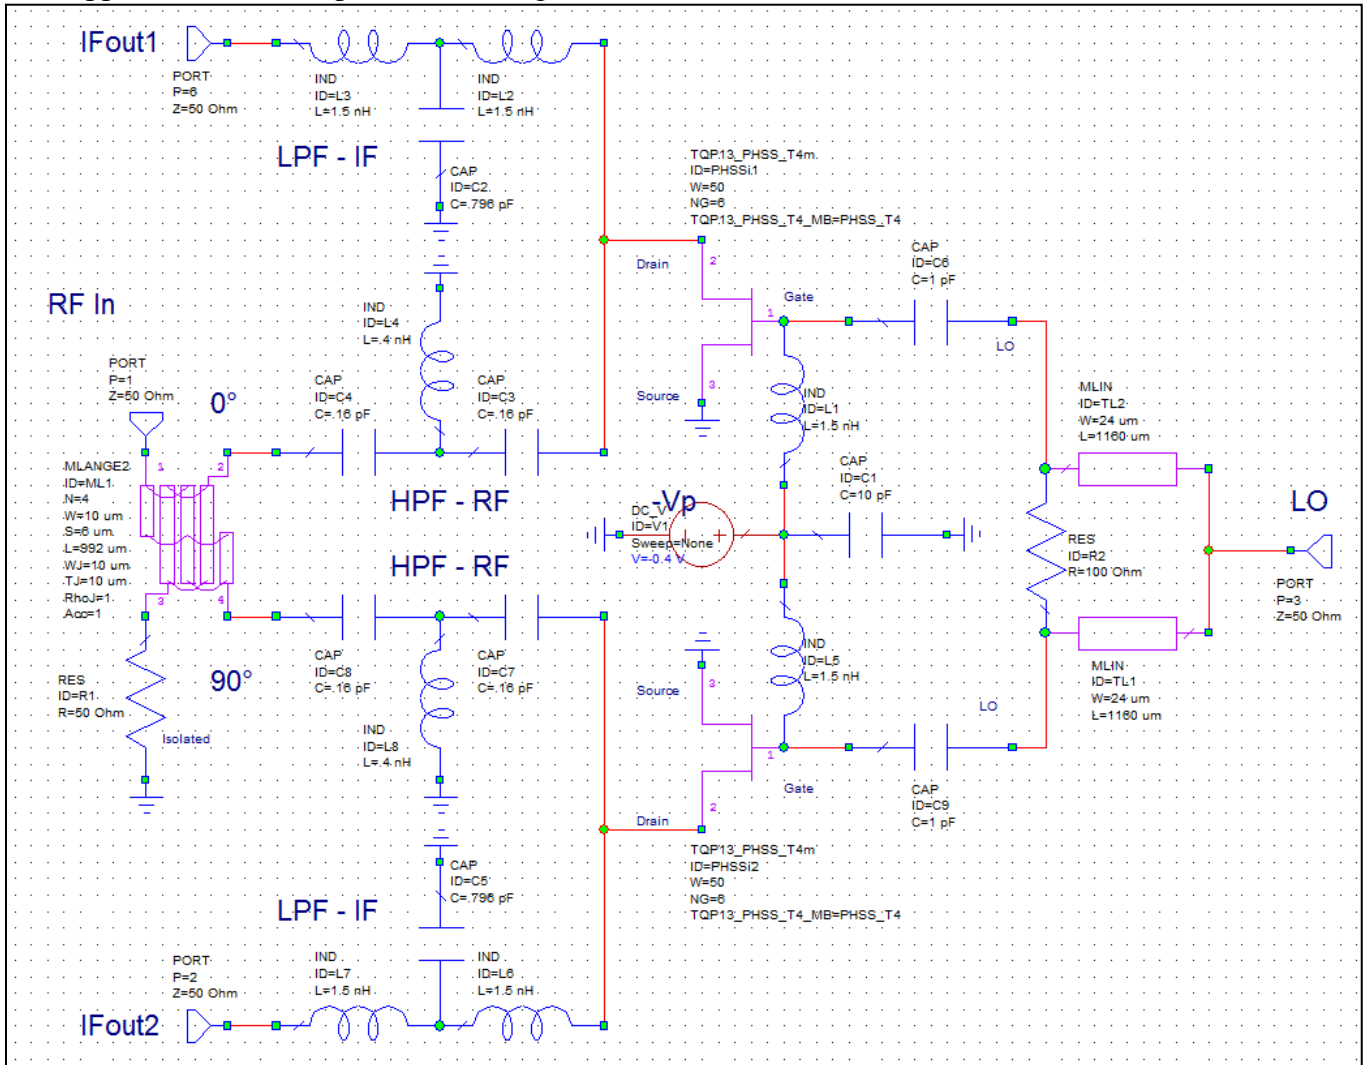 IFout1
PORT
P=6
Z=50 Ohm
IND
ID=L3
L=1.5 nH
IND
ID=L2
L=1.5 nH
LPF - IF
CAP
ID=C2
C=.796 pF
TQP13_PHSS_T4m
ID=PHSSi1
W=50
NG=6
TQP13_PHSS_T4_MB=PHSS_T4
Drain
2
Gate
1
Source
3
CAP
ID=C6
C=1 pF
LO
RF In
IND
ID=L4
L=.4 nH
PORT
P=1
Z=50 Ohm
0°
CAP
ID=C4
C=.16 pF
CAP
ID=C3
C=.16 pF
IND
ID=L1
L=1.5 nH
MLIN
ID=TL2
W=24 um
L=1160 um
MLANGE2
ID=ML1
N=4
W=10 um
S=6 um
L=992 um
WJ=10 um
TJ=10 um
RhoJ=1
Acc=1
1
2
3
4
HPF - RF
HPF - RF
-Vp
DC_V
ID=V1
Sweep=None
V=-0.4 V
+
CAP
ID=C1
C=10 pF
RES
ID=R2
R=100 Ohm
LO
PORT
P=3
Z=50 Ohm
RES
ID=R1
R=50 Ohm
Isolated
90°
CAP
ID=C8
C=.16 pF
CAP
ID=C7
C=.16 pF
IND
ID=L8
L=.4 nH
IND
ID=L5
L=1.5 nH
MLIN
ID=TL1
W=24 um
L=1160 um
Source
3
LO
1
Gate
2
Drain
CAP
ID=C9
C=1 pF
TQP13_PHSS_T4m
ID=PHSSi2
W=50
NG=6
TQP13_PHSS_T4_MB=PHSS_T4
CAP
ID=C5
C=.796 pF
LPF - IF
PORT
P=2
Z=50 Ohm
IND
ID=L7
L=1.5 nH
IND
ID=L6
L=1.5 nH
IFout2